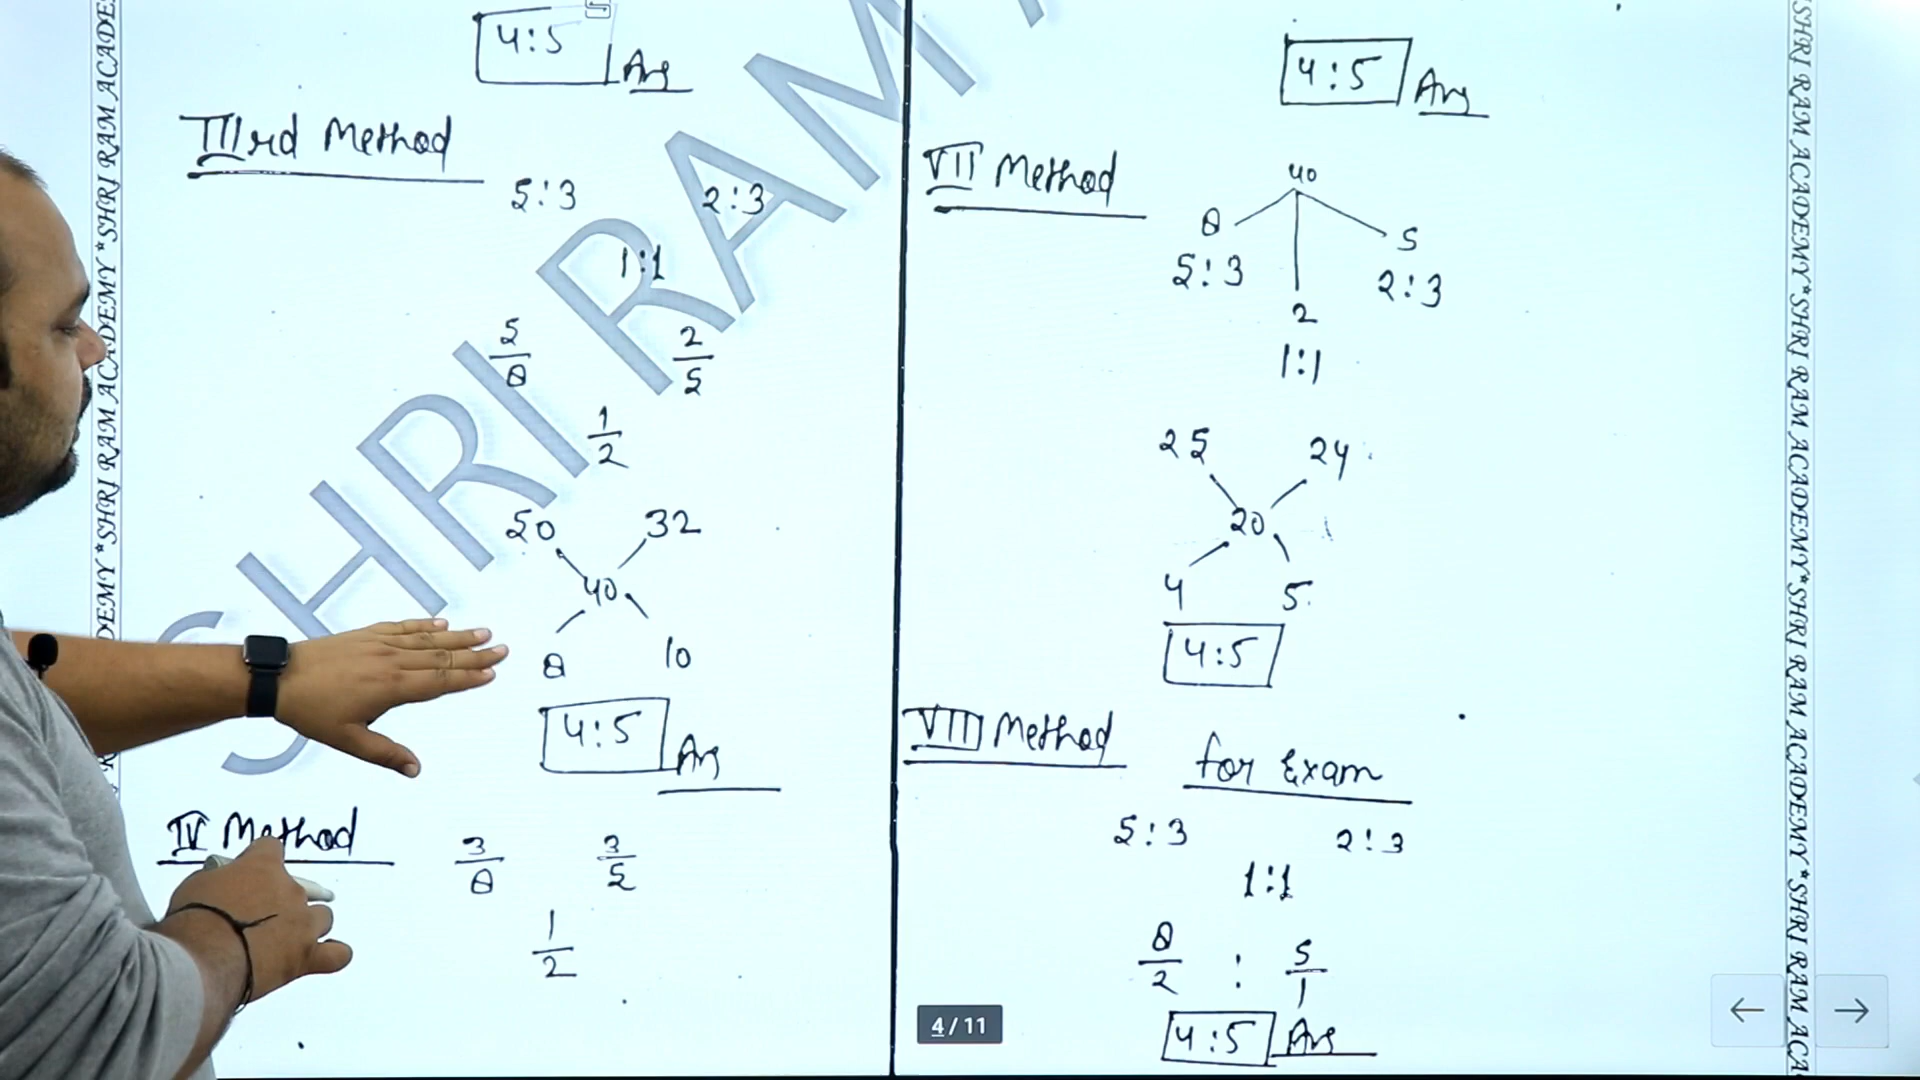 4:5 Ans
IIIrd Method
5:3 2:3
1:1
5/8 2/5
1/2
50 32
40
8 10
4:5 Ans
IV Method
3/8 3/5
1/2
4:5 Ans
VII Method
40
8 5
5:3 2:3
2
1:1
25 24
20
4 5
4:5
VIII Method for Exam
5:3 2:3
1:1
8/2 : 5/1
4:5 Ans
4 / 11
SHRI RAM
*SHRI RAM ACADEMY*SHRI RAM ACADEMY
SHRI RAM ACADEMY*SHRI RAM ACADEMY*SHRI RAM ACADEMY*SHRI RAM ACA